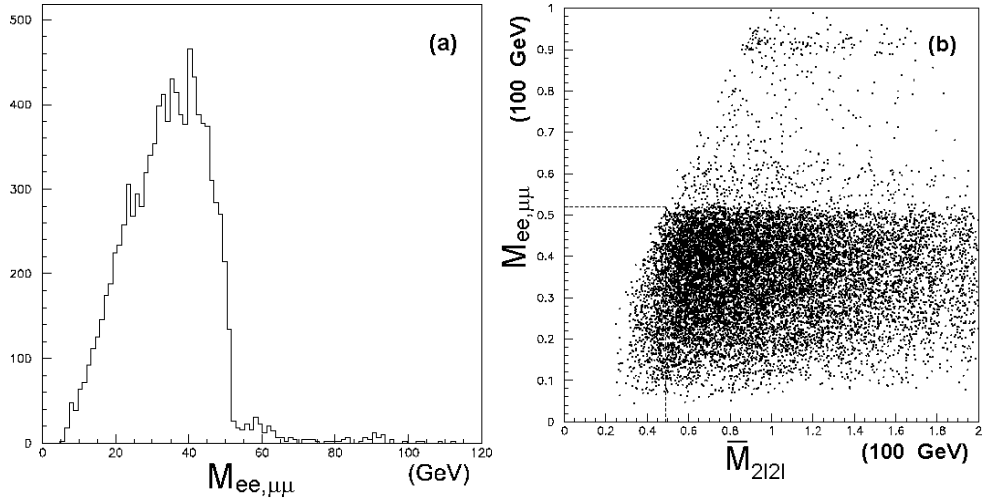 (a)
500
400
300
200
100
0
0 20 40 60 80 100 120
M ee,μμ (GeV)
(b)
(100 GeV)
M ee,μμ
1
0.9
0.8
0.7
0.6
0.5
0.4
0.3
0.2
0.1
0
0 0.2 0.4 0.6 0.8 1 1.2 1.4 1.6 1.8 2
M̅ 2l2l (100 GeV)